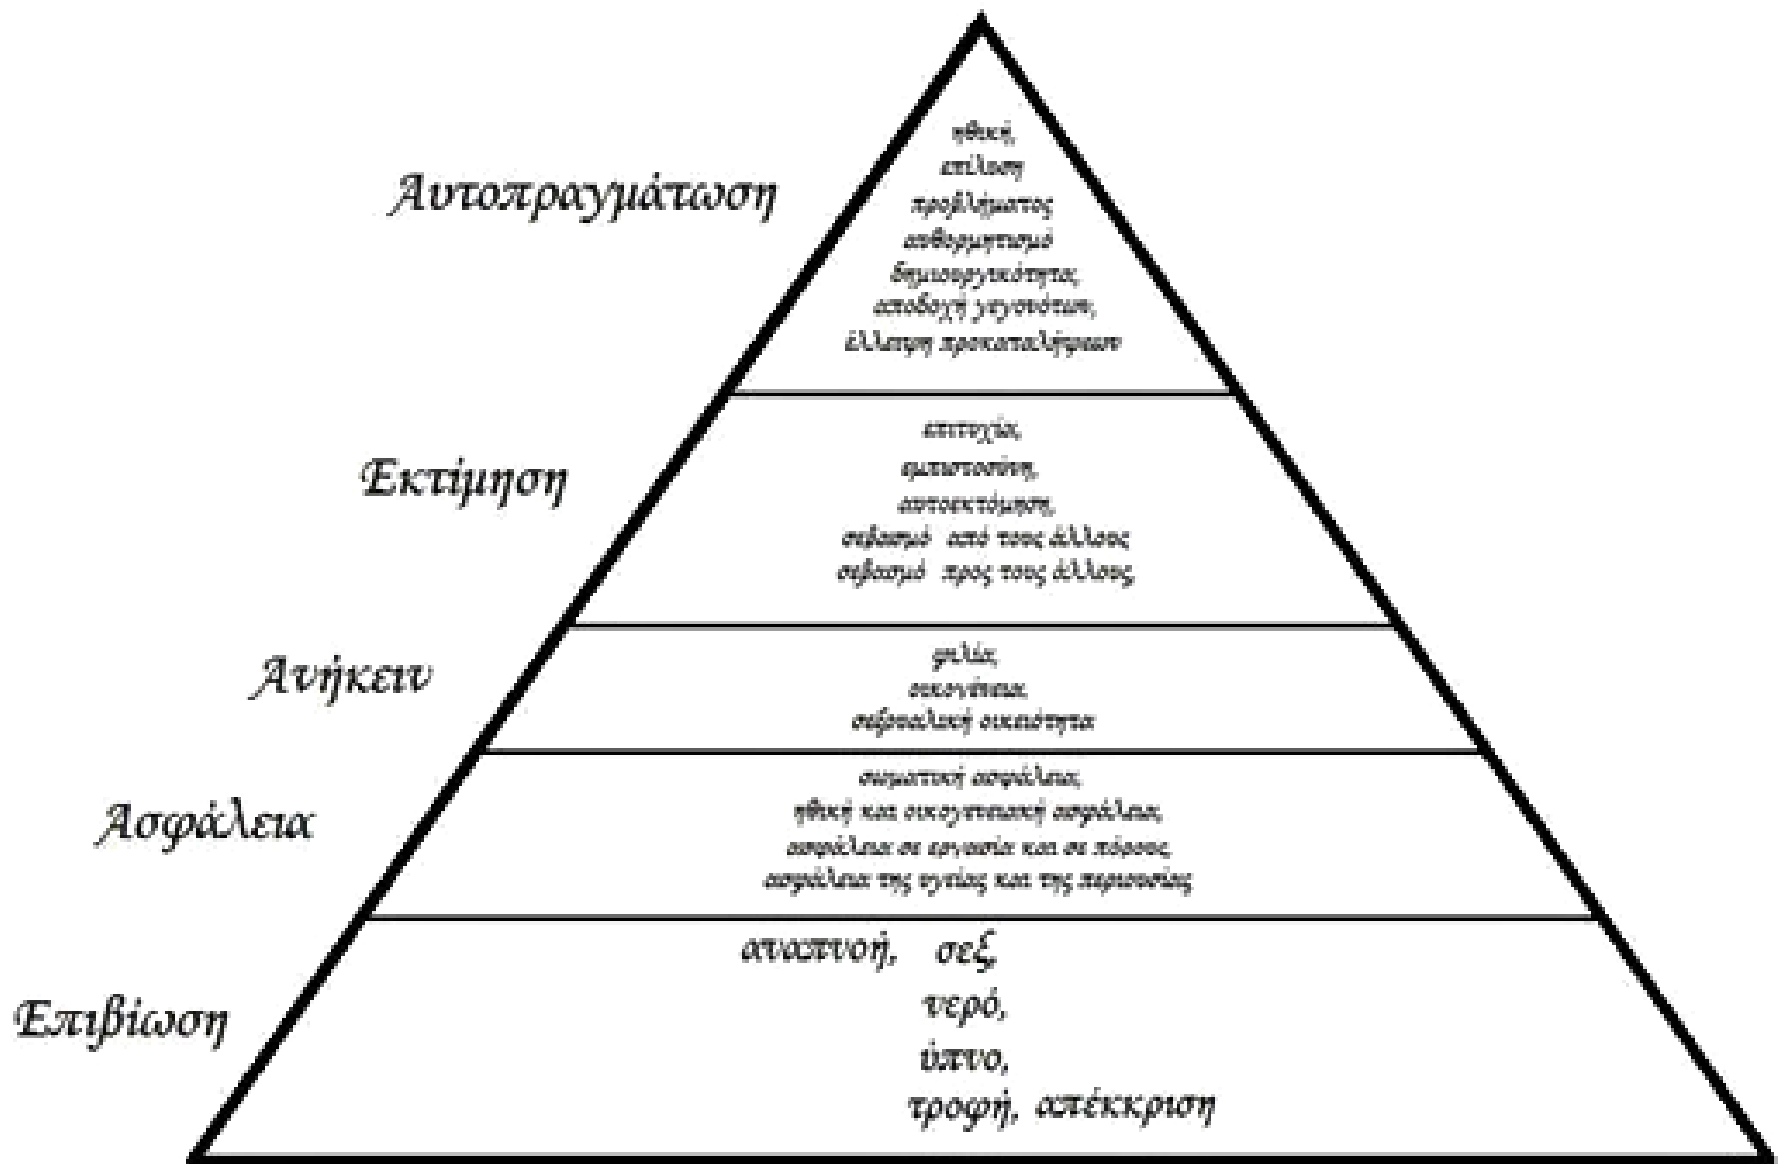 Αυτοπραγμάτωση
ηθική,
επίλυση
προβλήματος
αυθορμητισμό
δημιουργικότητα,
αποδοχή γεγονότων,
έλλειψη προκαταλήψεων
Εκτίμηση
επιτυχία,
εμπιστοσύνη,
αυτοεκτόμηση,
σεβασμό από τους άλλους
σεβασμό προς τους άλλους,
Ανήκειν
φιλία,
οικογένεια,
σεξουαλική οικειότητα
Ασφάλεια
σωματική ασφάλεια,
ηθική και οικογενειακή ασφάλεια,
ασφάλεια σε εργασία και σε πόρους,
ασφάλεια της υγείας και της περιουσίας
Επιβίωση
αναπνοή, σεξ,
νερό,
ύπνο,
τροφή, απέκκριση